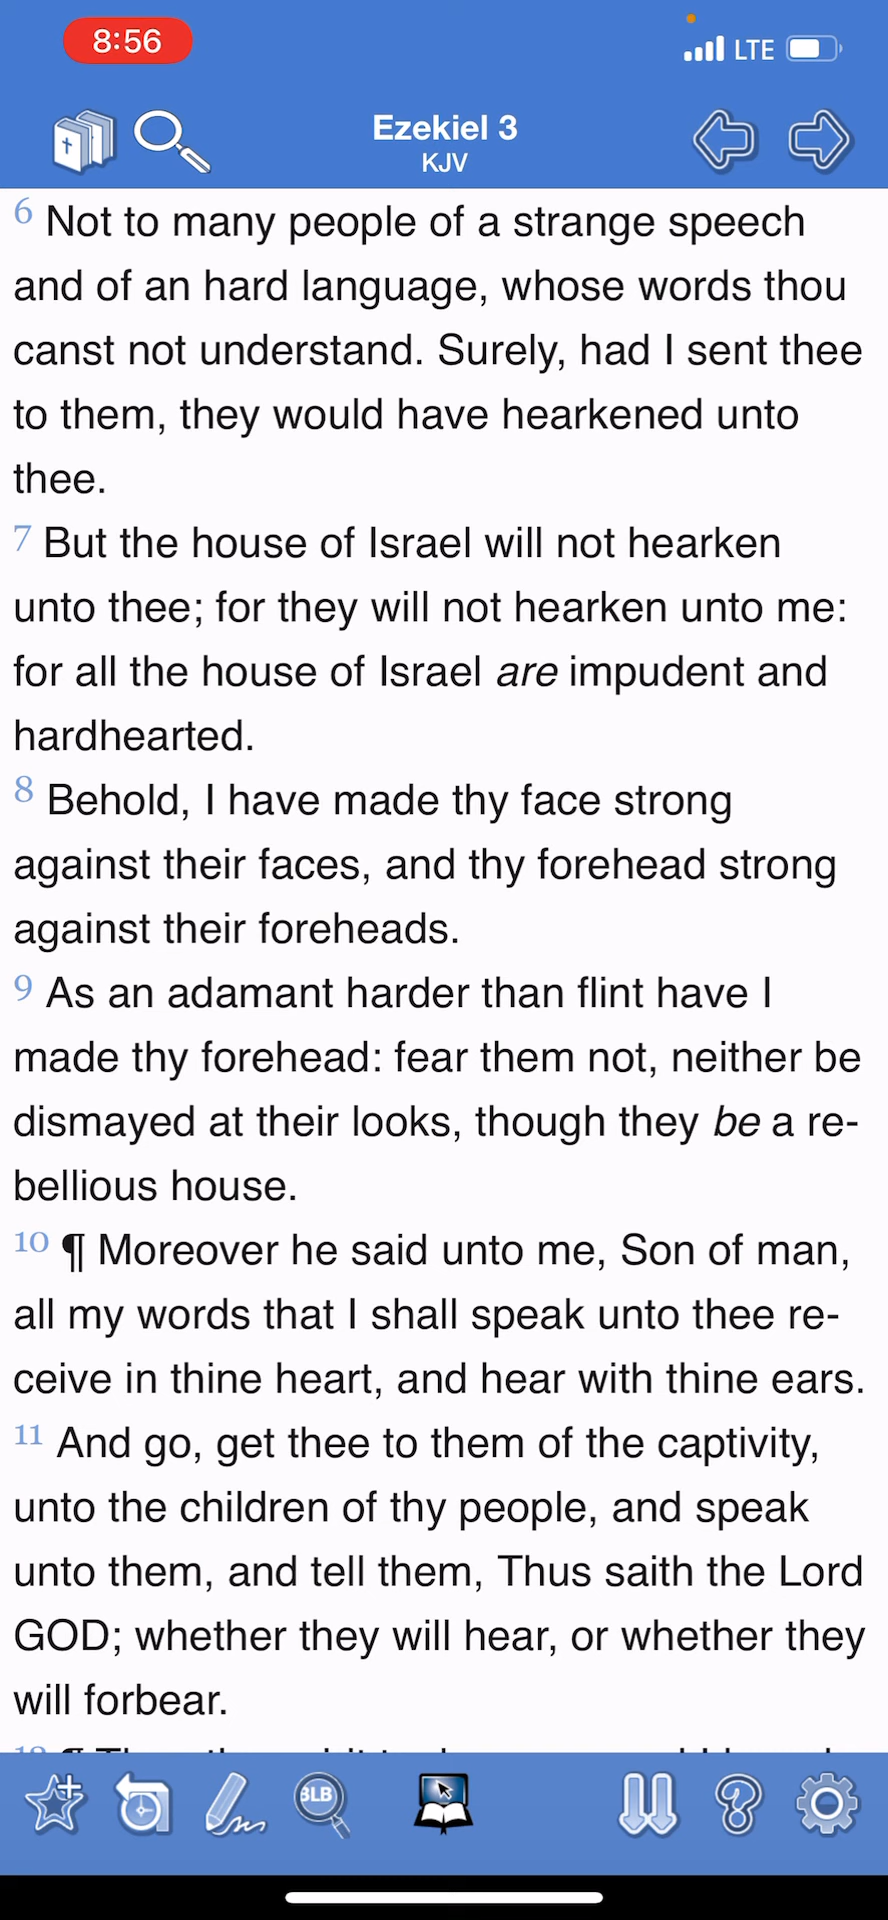 8:56
LTE
Ezekiel 3
KJV
6 Not to many people of a strange speech
and of an hard language, whose words thou
canst not understand. Surely, had I sent thee
to them, they would have hearkened unto
thee.
7 But the house of Israel will not hearken
unto thee; for they will not hearken unto me:
for all the house of Israel are impudent and
hardhearted.
8 Behold, I have made thy face strong
against their faces, and thy forehead strong
against their foreheads.
9 As an adamant harder than flint have I
made thy forehead: fear them not, neither be
dismayed at their looks, though they be a re-
bellious house.
10 ¶ Moreover he said unto me, Son of man,
all my words that I shall speak unto thee re-
ceive in thine heart, and hear with thine ears.
11 And go, get thee to them of the captivity,
unto the children of thy people, and speak
unto them, and tell them, Thus saith the Lord
GOD; whether they will hear, or whether they
will forbear.
BLB